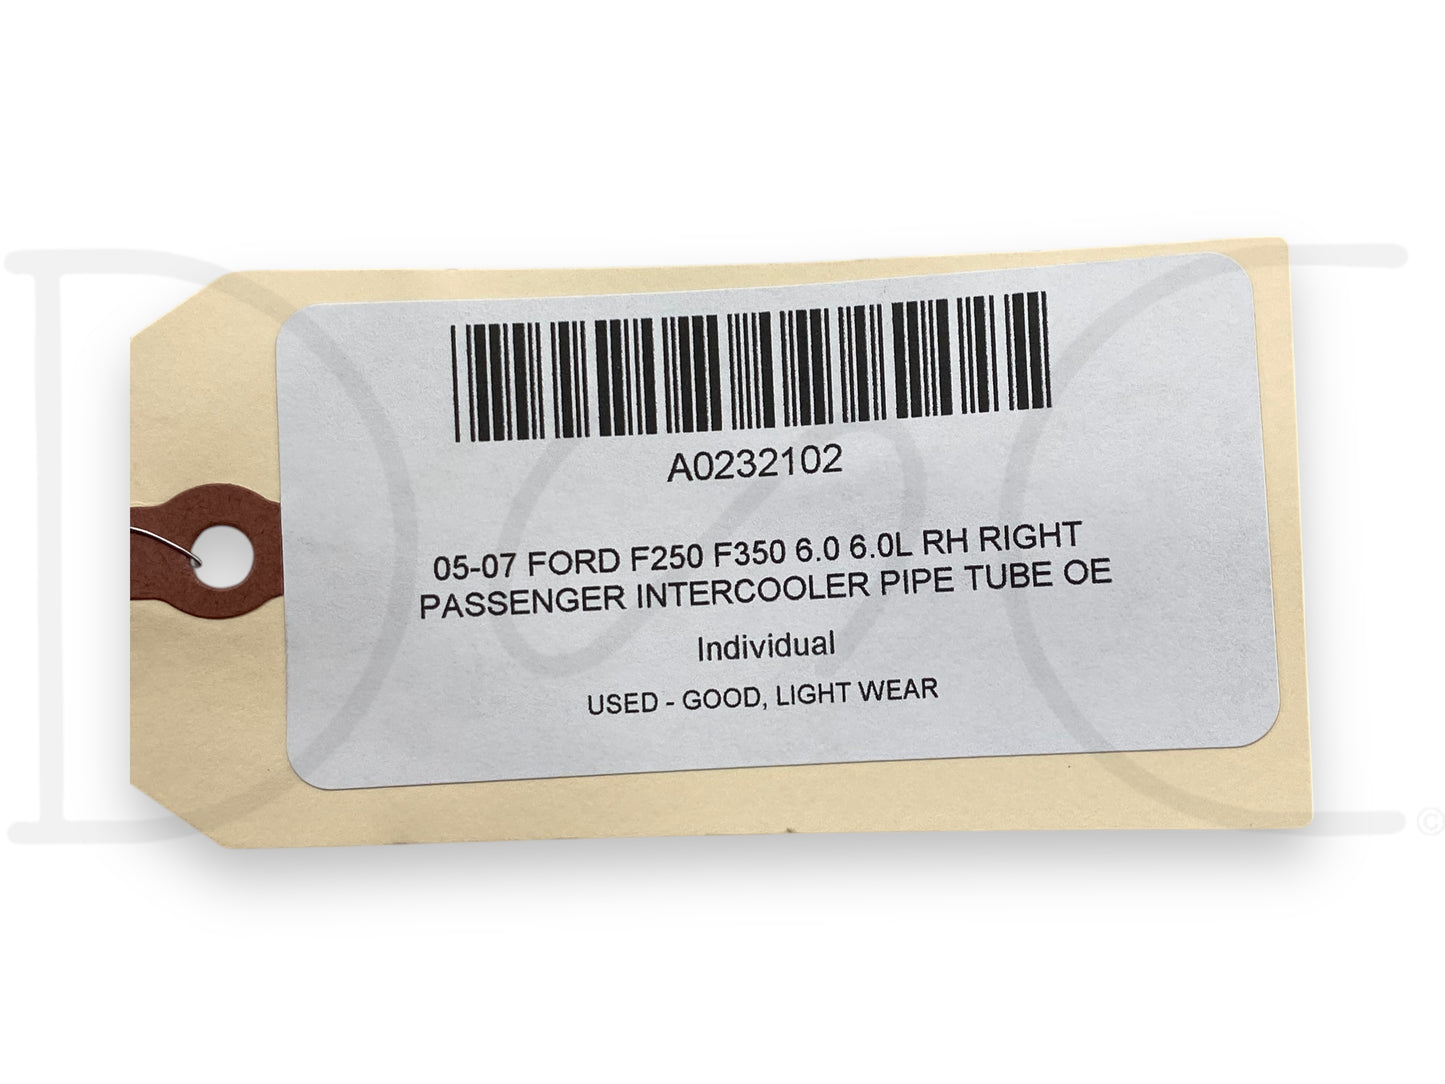 A0232102
05-07 FORD F250 F350 6.0 6.0L RH RIGHT
PASSENGER INTERCOOLER PIPE TUBE OE
Individual
USED - GOOD, LIGHT WEAR
©